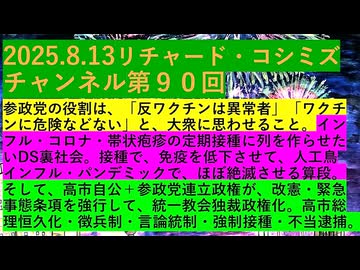 2025.8.13リチャード・コシミズ
チャンネル第９０回
参政党の役割は、「反ワクチンは異常者」「ワクチ
ンに危険などない」と、大衆に思わせること。イン
フル・コロナ・帯状疱疹の定期接種に列を作らせた
いDS裏社会。接種で、免疫を低下させて、人工鳥
インフル・パンデミックで、ほぼ絶滅させる算段。
そして、高市自公＋参政党連立政権が、改憲・緊急
事態条項を強行して、統一教会独裁政権化。高市総
理恒久化・徴兵制・言論統制・強制接種・不当逮捕。